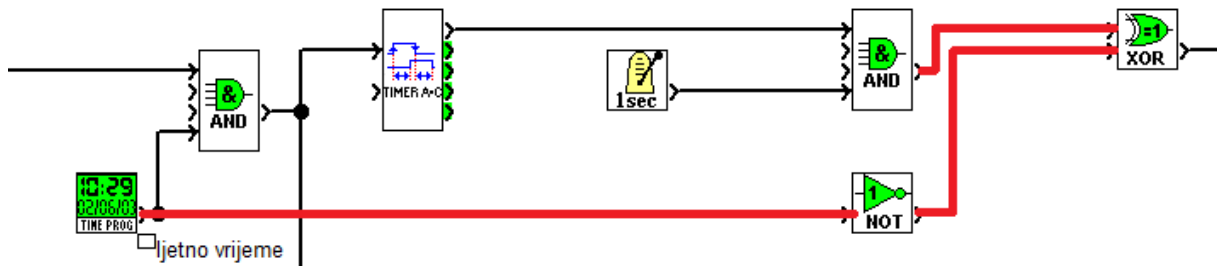 &
AND
TIMER A•C
1sec
&
AND
=1
XOR
10:29
02/06/03
TIME PROG
ljetno vrijeme
1
NOT